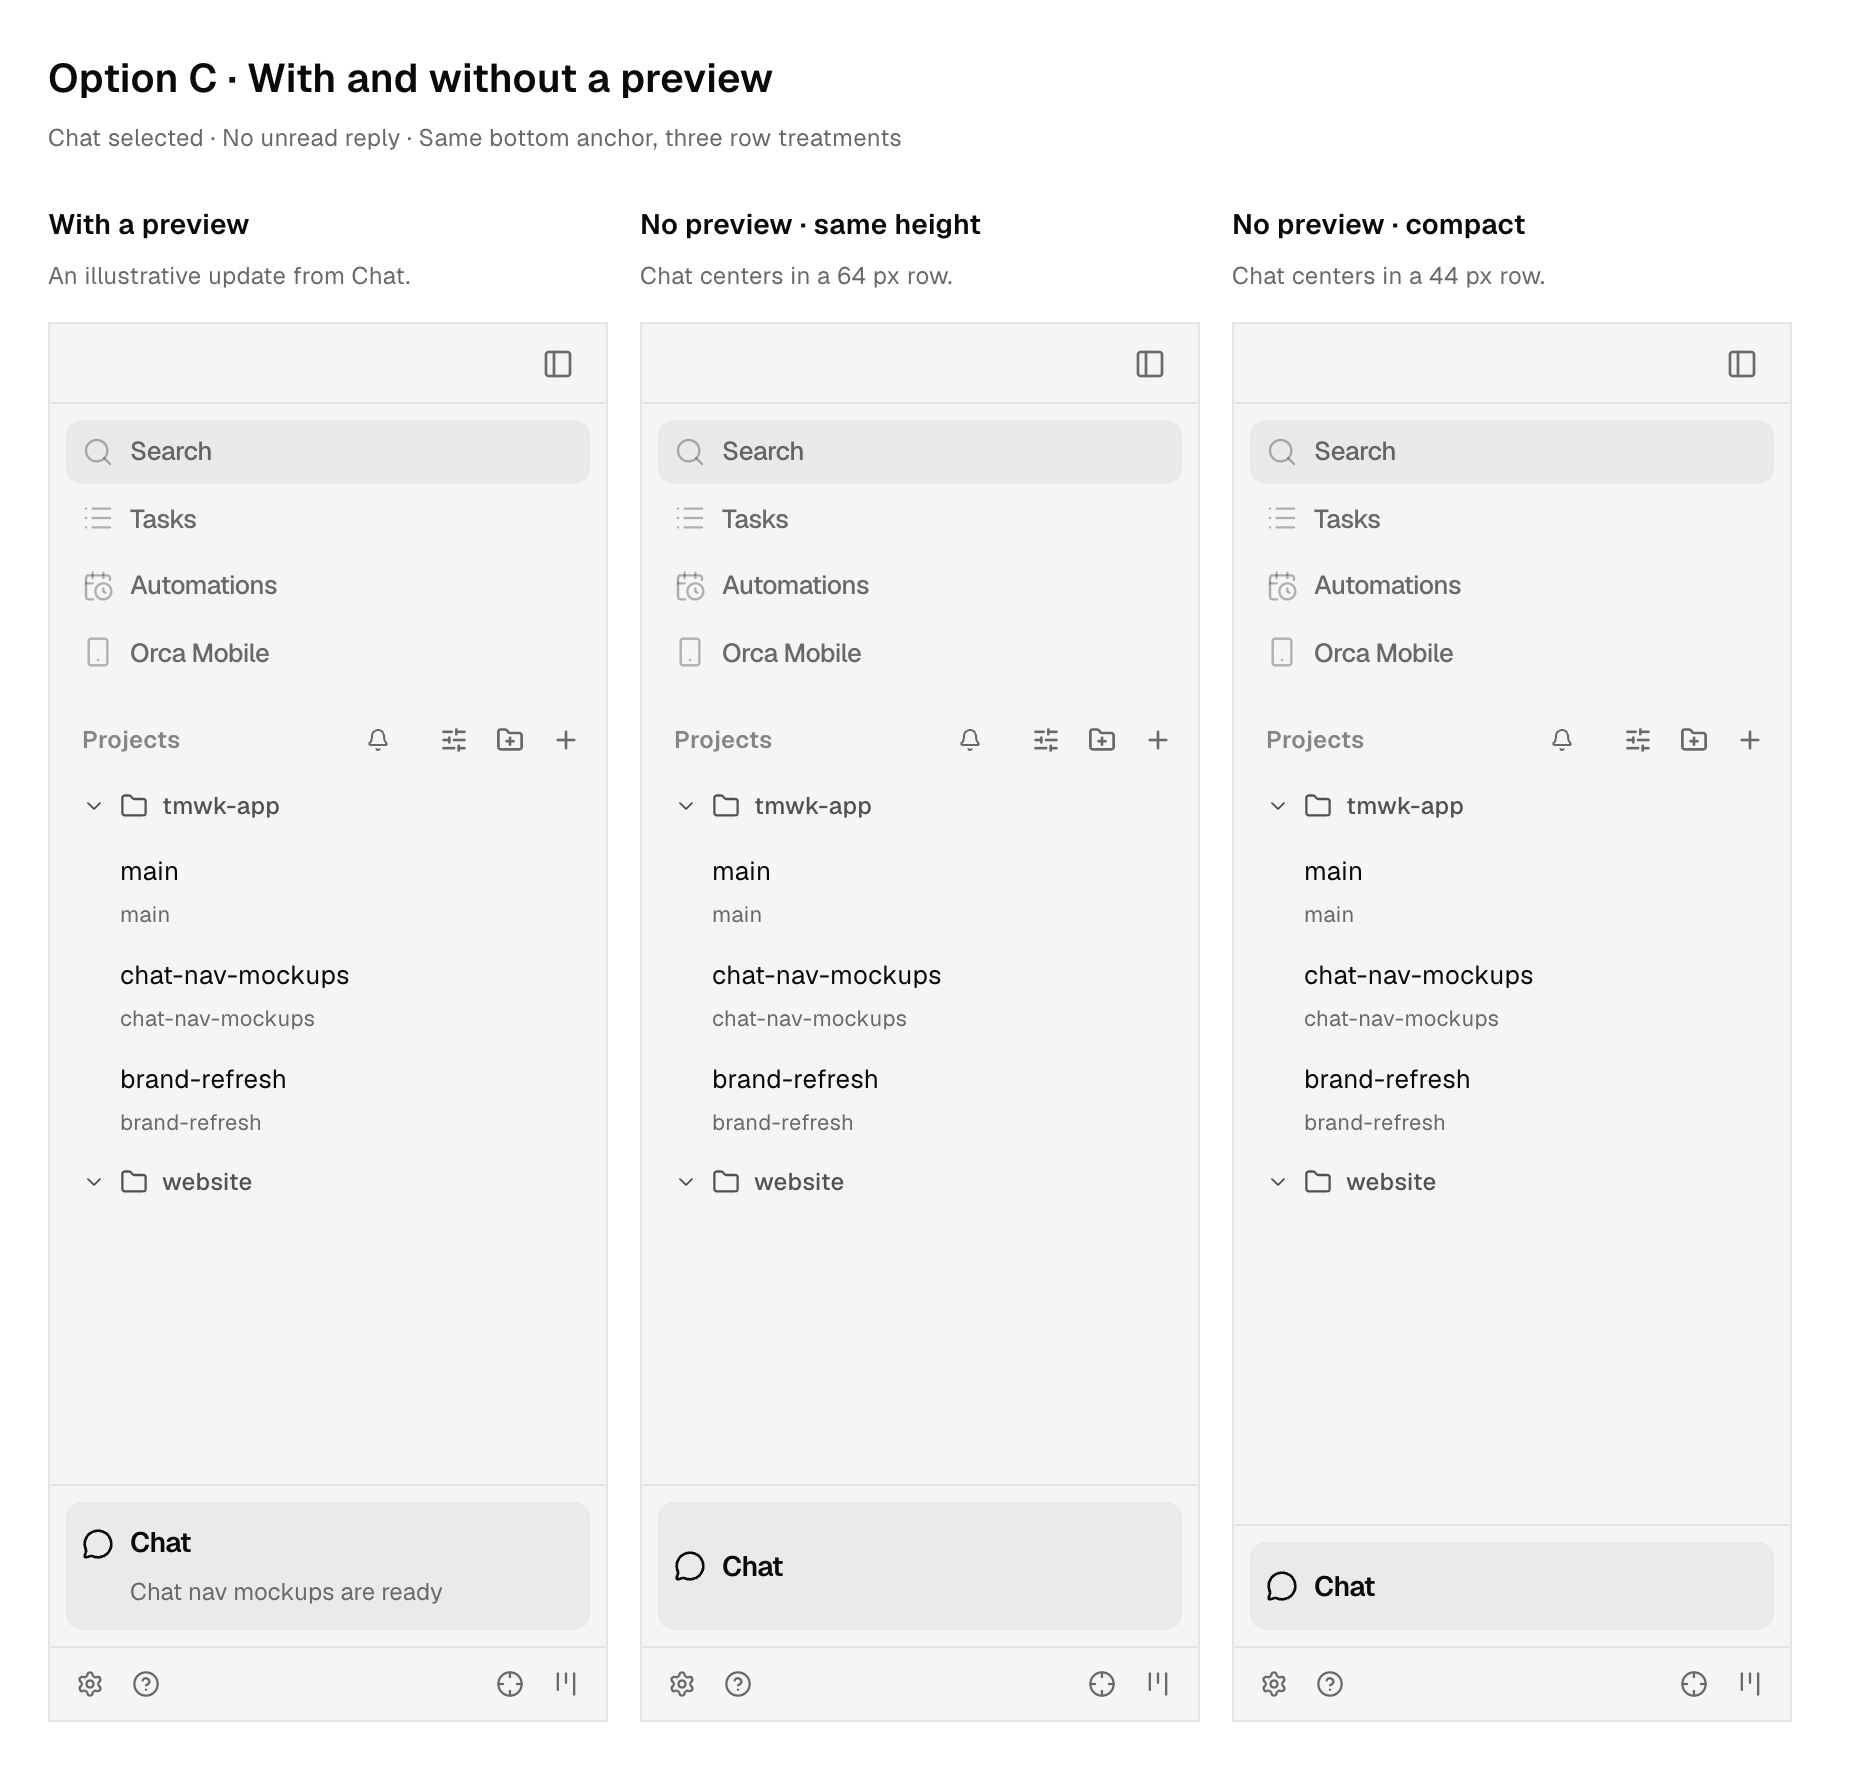 Option C · With and without a preview
Chat selected · No unread reply · Same bottom anchor, three row treatments
With a preview
An illustrative update from Chat.
Search
Tasks
Automations
Orca Mobile
Projects
tmwk-app
main
main
chat-nav-mockups
chat-nav-mockups
brand-refresh
brand-refresh
website
Chat
Chat nav mockups are ready
No preview · same height
Chat centers in a 64 px row.
Search
Tasks
Automations
Orca Mobile
Projects
tmwk-app
main
main
chat-nav-mockups
chat-nav-mockups
brand-refresh
brand-refresh
website
Chat
No preview · compact
Chat centers in a 44 px row.
Search
Tasks
Automations
Orca Mobile
Projects
tmwk-app
main
main
chat-nav-mockups
chat-nav-mockups
brand-refresh
brand-refresh
website
Chat